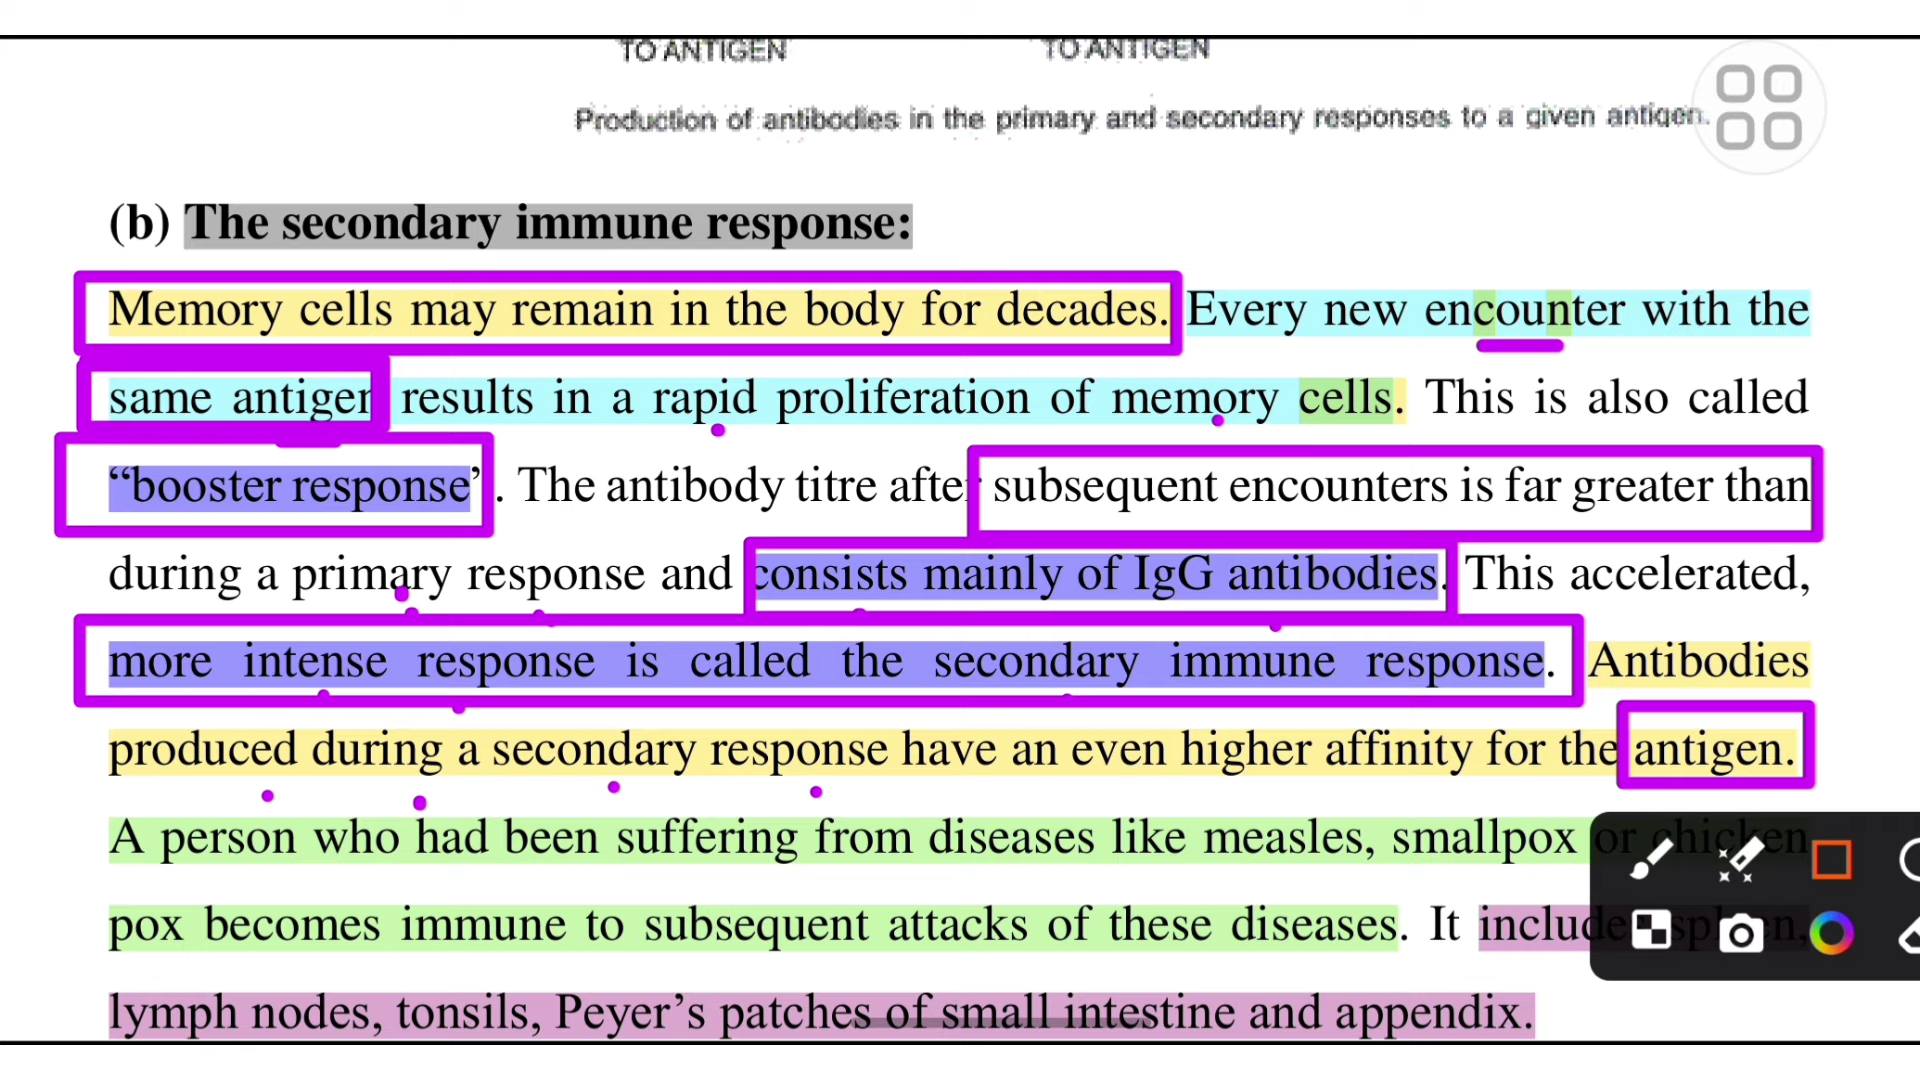 TO ANTIGEN TO ANTIGEN
Production of antibodies in the primary and secondary responses to a given antigen.
(b) The secondary immune response:
Memory cells may remain in the body for decades. Every new encounter with the
same antigen results in a rapid proliferation of memory cells. This is also called
“booster response”. The antibody titre after subsequent encounters is far greater than
during a primary response and consists mainly of IgG antibodies. This accelerated,
more intense response is called the secondary immune response. Antibodies
produced during a secondary response have an even higher affinity for the antigen.
A person who had been suffering from diseases like measles, smallpox or chicken
pox becomes immune to subsequent attacks of these diseases. It
lymph nodes, tonsils, Peyer’s patches of small intestine and appendix.